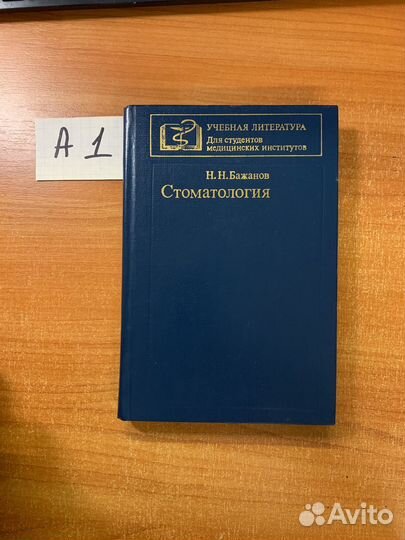 А 1
УЧЕБНАЯ ЛИТЕРАТУРА
Для студентов
медицинских институтов
Н. Н. Бажанов
Стоматология
Avito